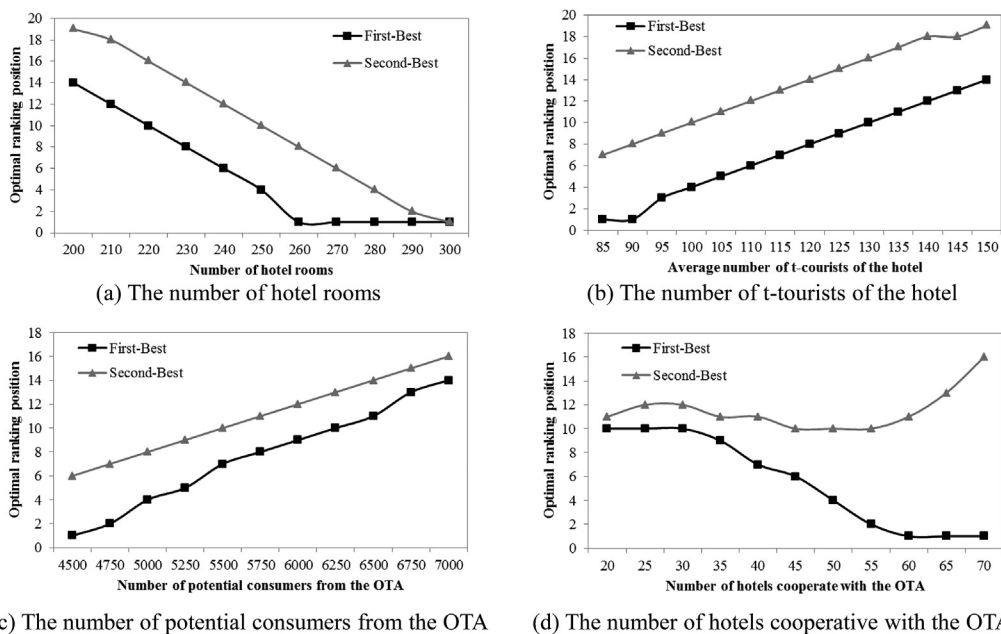 20
18
16
14
12
10
8
6
4
2
0
Optimal ranking position
First-Best
Second-Best
200 210 220 230 240 250 260 270 280 290 300
Number of hotel rooms
(a) The number of hotel rooms
20
18
16
14
12
10
8
6
4
2
0
Optimal ranking position
First-Best
Second-Best
85 90 95 100 105 110 115 120 125 130 135 140 145 150
Average number of t-courists of the hotel
(b) The number of t-tourists of the hotel
18
16
14
12
10
8
6
4
2
0
Optimal ranking position
First-Best
Second-Best
4500 4750 5000 5250 5500 5750 6000 6250 6500 6750 7000
Number of potential consumers from the OTA
c) The number of potential consumers from the OTA
18
16
14
12
10
8
6
4
2
0
Optimal ranking position
First-Best
Second-Best
20 25 30 35 40 45 50 55 60 65 70
Number of hotels cooperate with the OTA
(d) The number of hotels cooperative with the OTA